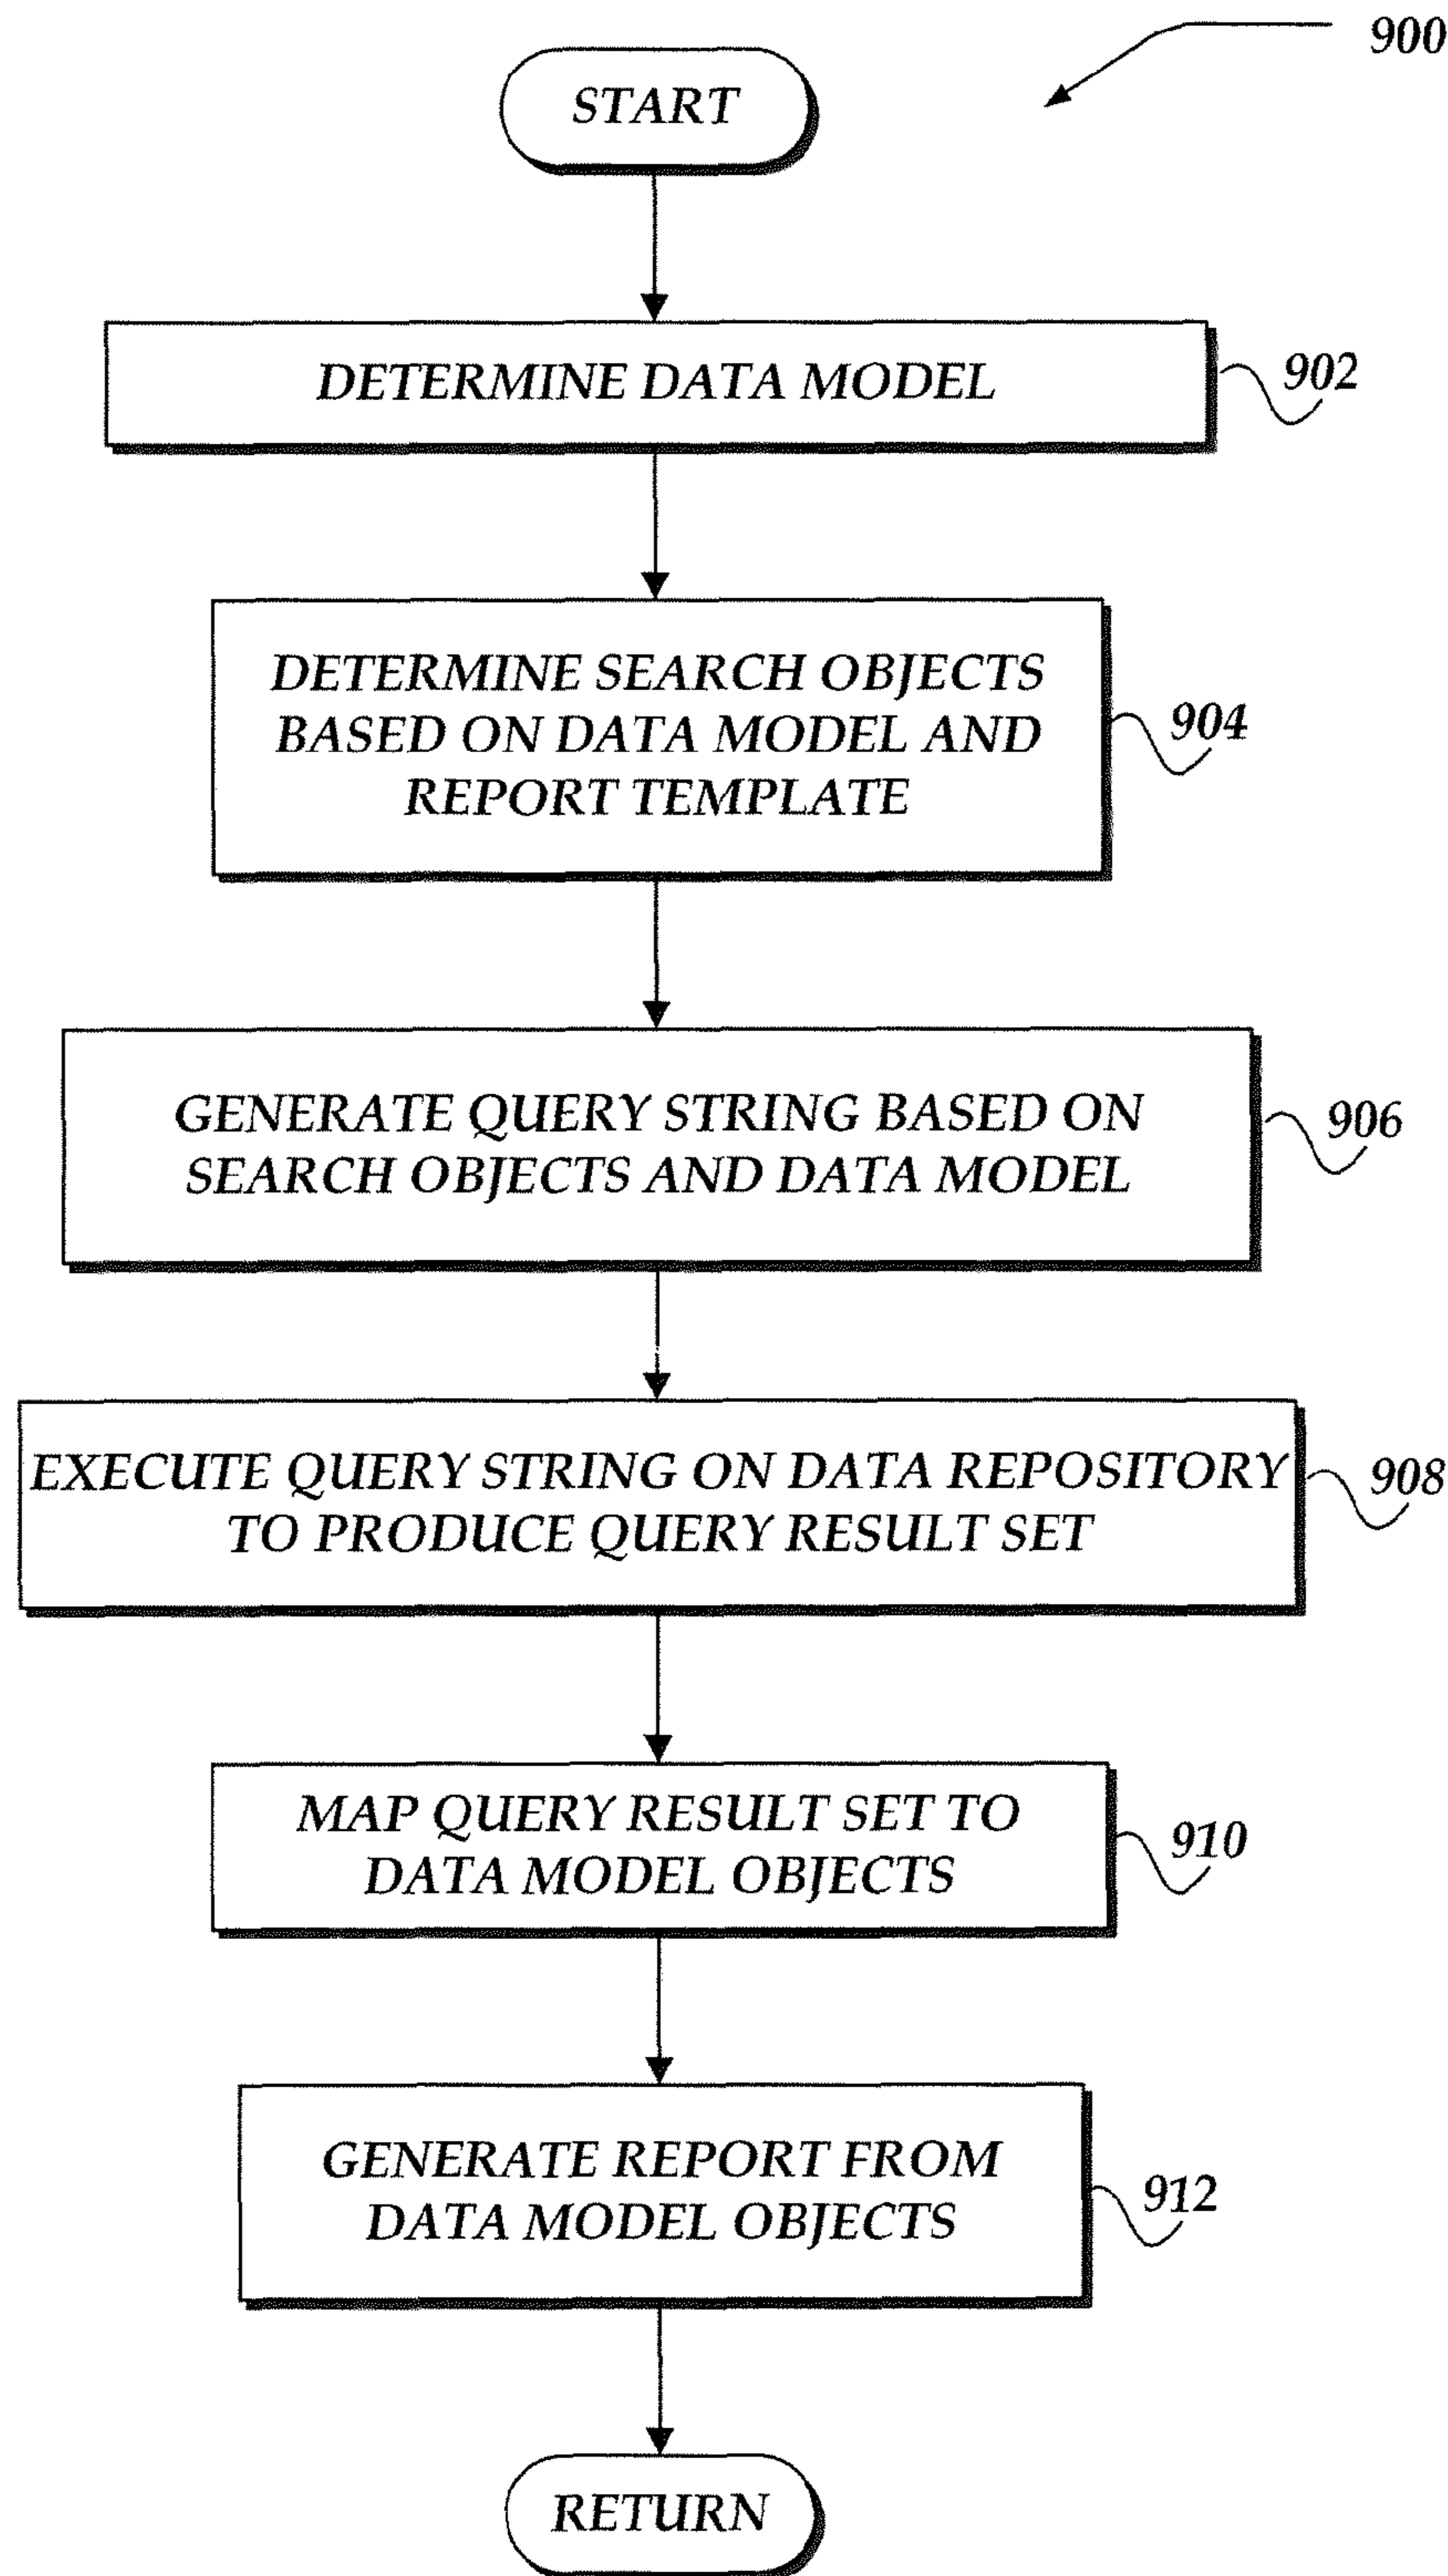 900
START
DETERMINE DATA MODEL
902
DETERMINE SEARCH OBJECTS
BASED ON DATA MODEL AND
REPORT TEMPLATE
904
GENERATE QUERY STRING BASED ON
SEARCH OBJECTS AND DATA MODEL
906
EXECUTE QUERY STRING ON DATA REPOSITORY
TO PRODUCE QUERY RESULT SET
908
MAP QUERY RESULT SET TO
DATA MODEL OBJECTS
910
GENERATE REPORT FROM
DATA MODEL OBJECTS
912
RETURN